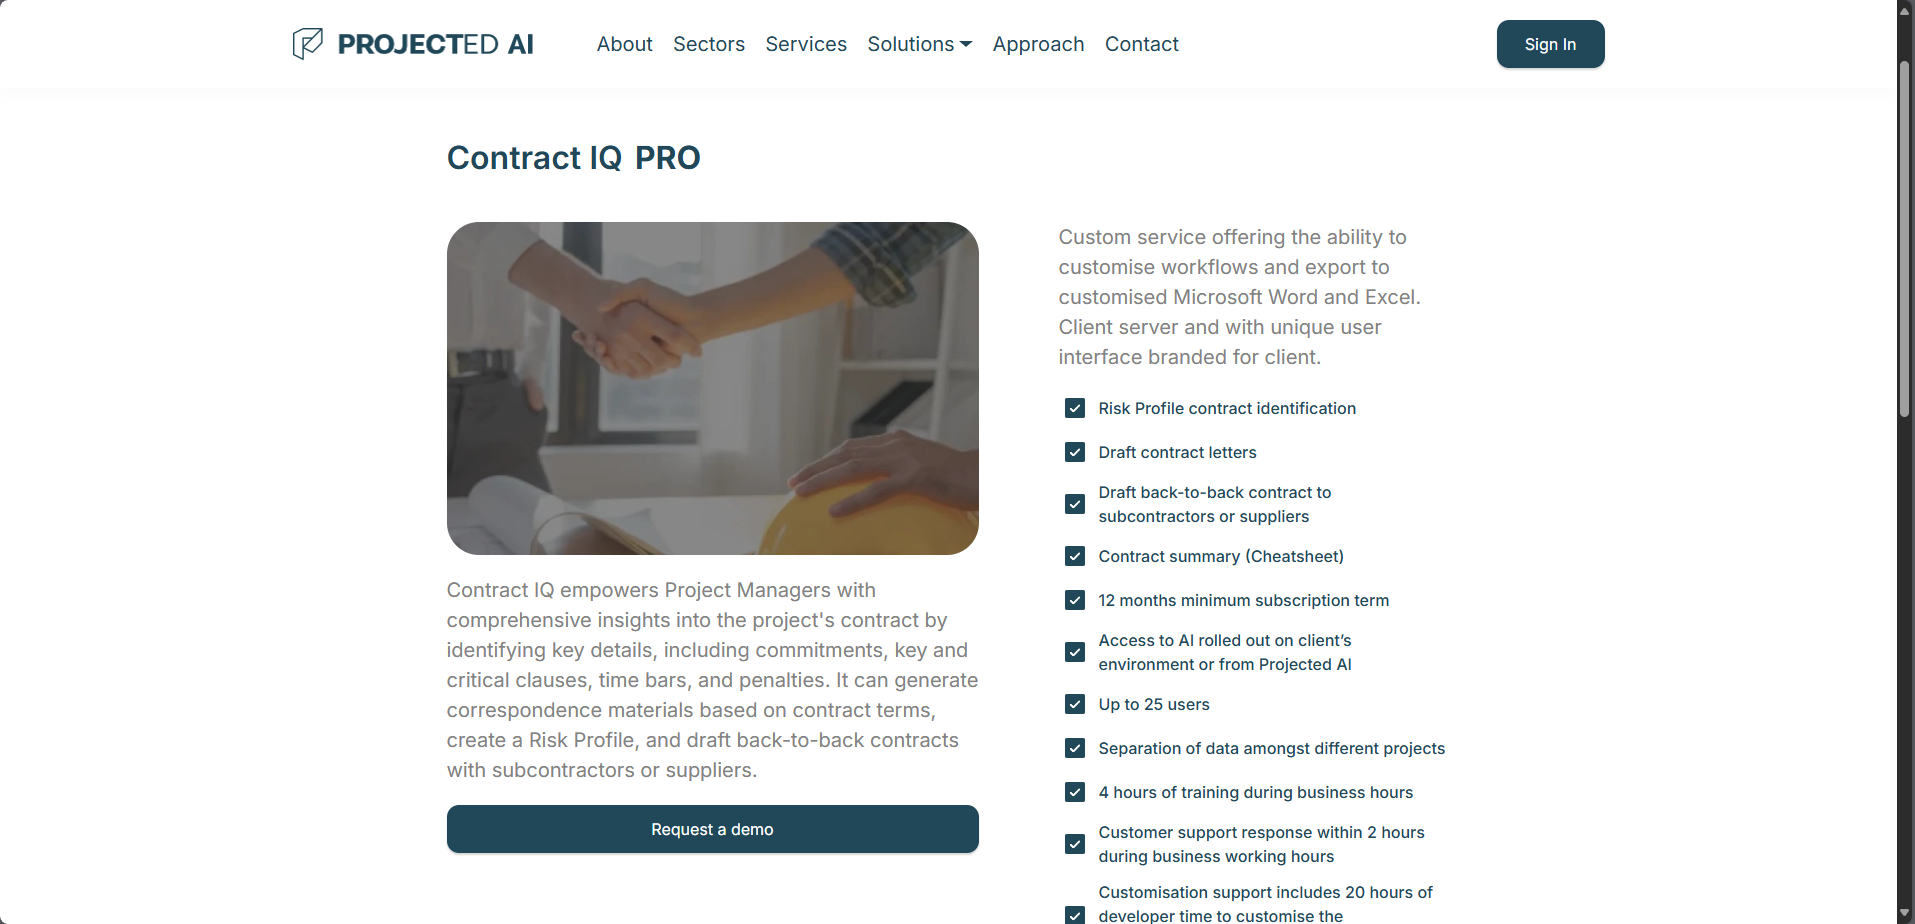 PROJECTED AI
About
Sectors
Services
Solutions
Approach
Contact
Sign In
Contract IQ PRO
Contract IQ empowers Project Managers with
comprehensive insights into the project's contract by
identifying key details, including commitments, key and
critical clauses, time bars, and penalties. It can generate
correspondence materials based on contract terms,
create a Risk Profile, and draft back-to-back contracts
with subcontractors or suppliers.
Request a demo
Custom service offering the ability to
customise workflows and export to
customised Microsoft Word and Excel.
Client server and with unique user
interface branded for client.
Risk Profile contract identification
Draft contract letters
Draft back-to-back contract to
subcontractors or suppliers
Contract summary (Cheatsheet)
12 months minimum subscription term
Access to AI rolled out on client’s
environment or from Projected AI
Up to 25 users
Separation of data amongst different projects
4 hours of training during business hours
Customer support response within 2 hours
during business working hours
Customisation support includes 20 hours of
developer time to customise the